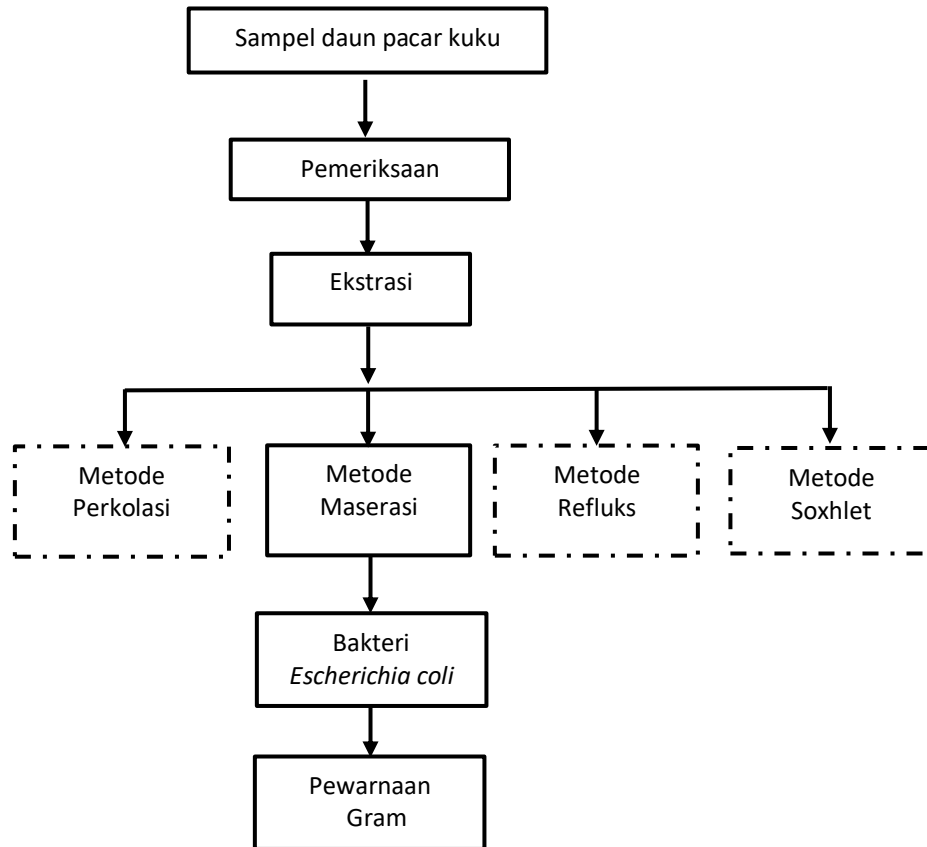 Sampel daun pacar kuku
Pemeriksaan
Ekstrasi
Metode
Perkolasi
Metode
Maserasi
Metode
Refluks
Metode
Soxhlet
Bakteri
Escherichia coli
Pewarnaan
Gram